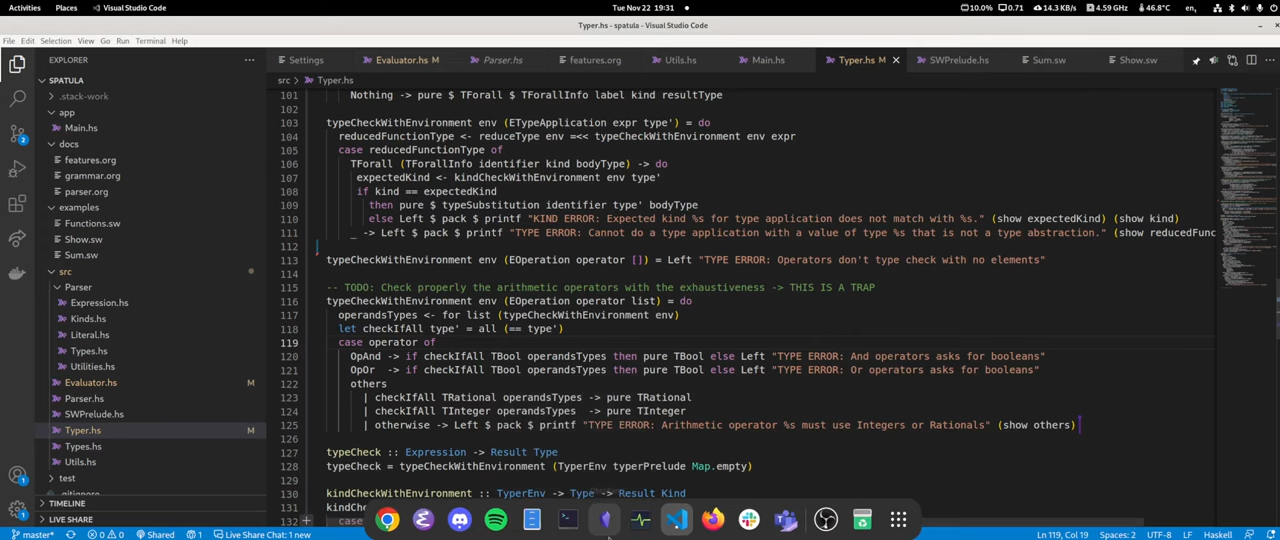 Activities Places Visual Studio Code Tue Nov 22 19:31 10.0% 0.71 14.3 KB/s 4.59 GHz 46.8°C en,
Typer.hs - spatula - Visual Studio Code
File Edit Selection View Go Run Terminal Help
EXPLORER
Settings Evaluator.hs M Parser.hs features.org Utils.hs Main.hs Typer.hs M SWPrelude.hs Sum.sw Show.sw
SPATULA
src > Typer.hs
.stack-work
app
Main.hs
docs
features.org
grammar.org
parser.org
examples
Functions.sw
Show.sw
Sum.sw
src
Parser
Expression.hs
Kinds.hs
Literal.hs
Types.hs
Utilities.hs
Evaluator.hs M
Parser.hs
SWPrelude.hs
Typer.hs M
Types.hs
Utils.hs
test
.gitignore
TIMELINE
LIVE SHARE
101 Nothing -> pure $ TForall $ TForallInfo label kind resultType
102
103 typeCheckWithEnvironment env (ETypeApplication expr type') = do
104 reducedFunctionType <- reduceType env =<< typeCheckWithEnvironment env expr
105 case reducedFunctionType of
106 TForall (TForallInfo identifier kind bodyType) -> do
107 expectedKind <- kindCheckWithEnvironment env type'
108 if kind == expectedKind
109 then pure $ typeSubstitution identifier type' bodyType
110 else Left $ pack $ printf "KIND ERROR: Expected kind %s for type application does not match with %s." (show expectedKind) (show kind)
111 _ -> Left $ pack $ printf "TYPE ERROR: Cannot do a type application with a value of type %s that is not a type abstraction." (show reducedFunc
112
113 typeCheckWithEnvironment env (EOperation operator []) = Left "TYPE ERROR: Operators don't type check with no elements"
114
115 -- TODO: Check properly the arithmetic operators with the exhaustiveness -> THIS IS A TRAP
116 typeCheckWithEnvironment env (EOperation operator list) = do
117 operandsTypes <- for list (typeCheckWithEnvironment env)
118 let checkIfAll type' = all (== type')
119 case operator of
120 OpAnd -> if checkIfAll TBool operandsTypes then pure TBool else Left "TYPE ERROR: And operators asks for booleans"
121 OpOr -> if checkIfAll TBool operandsTypes then pure TBool else Left "TYPE ERROR: Or operators asks for booleans"
122 others
123 | checkIfAll TRational operandsTypes -> pure TRational
124 | checkIfAll TInteger operandsTypes -> pure TInteger
125 | otherwise -> Left $ pack $ printf "TYPE ERROR: Arithmetic operator %s must use Integers or Rationals" (show others)
126
127 typeCheck :: Expression -> Result Type
128 typeCheck = typeCheckWithEnvironment (TyperEnv typerPrelude Map.empty)
129
130 kindCheckWithEnvironment :: TyperEnv -> Type -> Result Kind
131 kindChe
132 case
master* 0 0 Shared 1 Live Share Chat: 1 new Ln 119, Col 19 Spaces: 2 UTF-8 LF Haskell